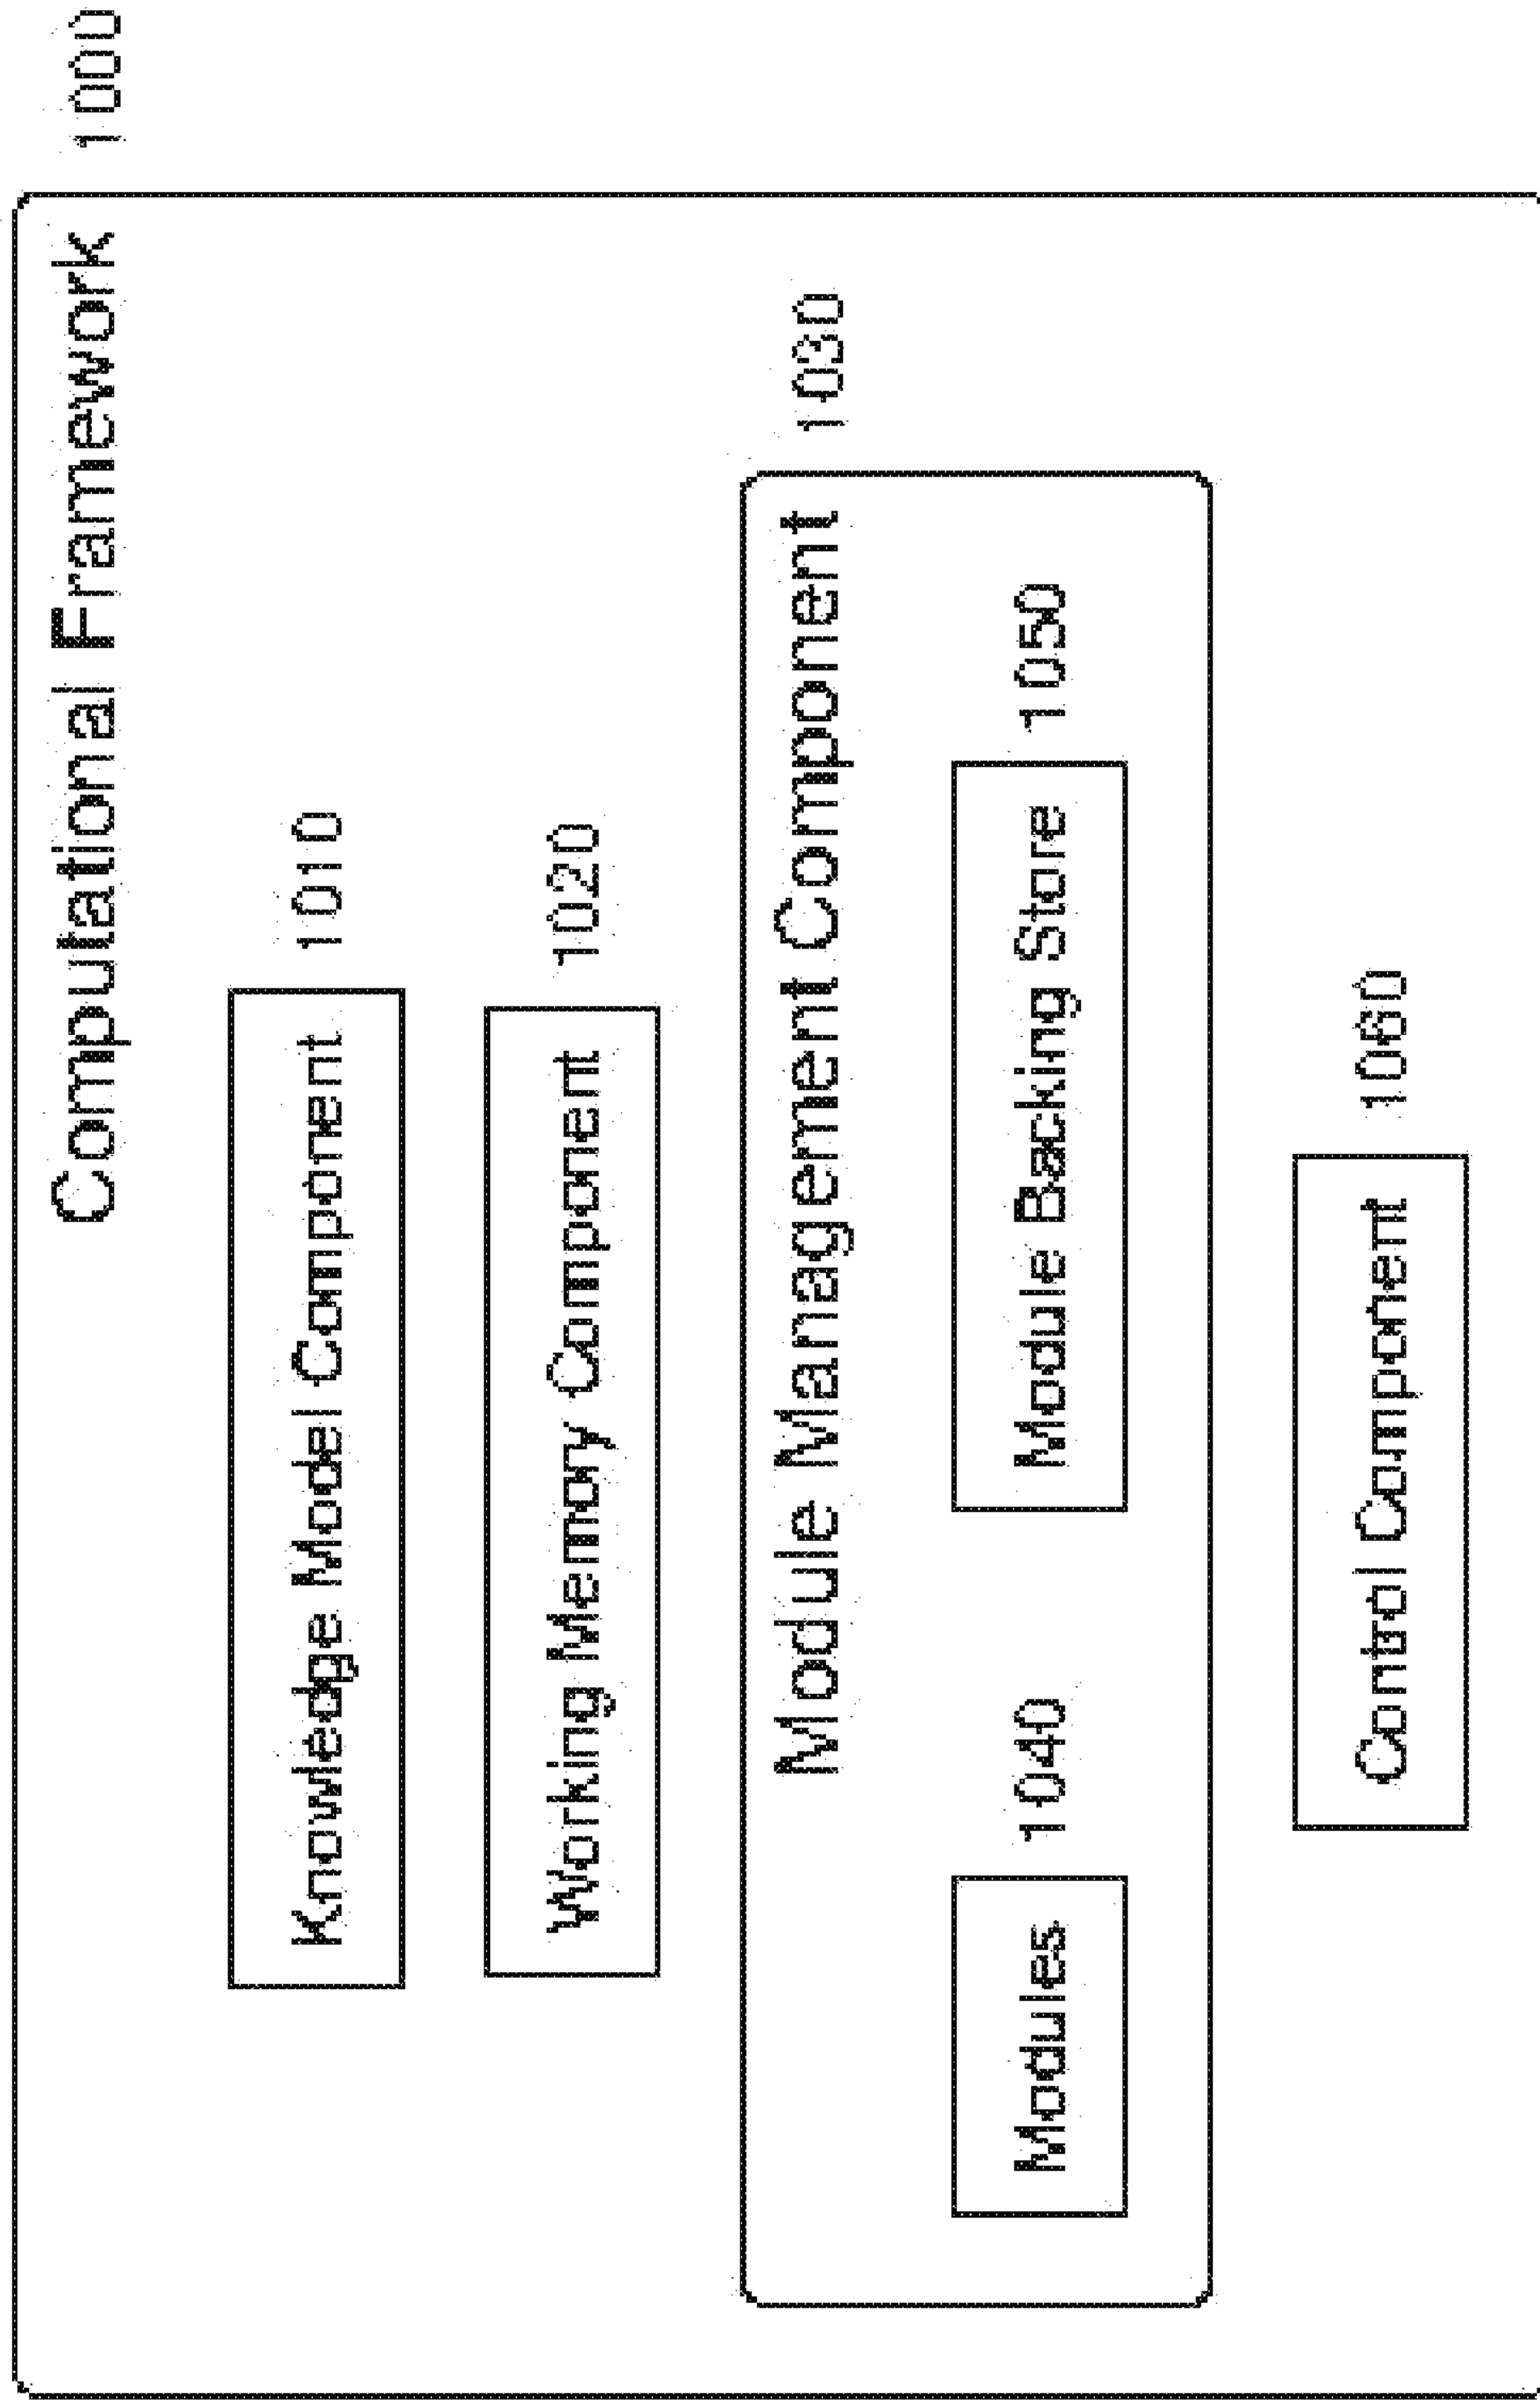 1000
Computational Framework
Knowledge Model Component 1010
Working Memory Component 1020
1030
Module Management Component
Modules 1040 Module Backing Store 1050
Control Component 1060